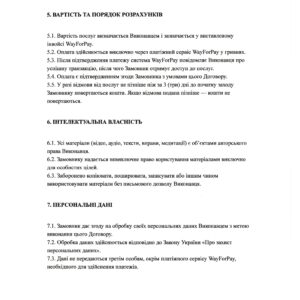 5. ВАРТІСТЬ ТА ПОРЯДОК РОЗРАХУНКІВ
5.1. Вартість послуг визначається Виконавцем і зазначається у виставленому
інвойсі WayForPay.
5.2. Оплата здійснюється виключно через платіжний сервіс WayForPay у гривнях.
5.3. Після підтвердження платежу система WayForPay повідомляє Виконавця про
успішну транзакцію, після чого Замовник отримує доступ до послуг.
5.4. Оплата є підтвердженням згоди Замовника з умовами цього Договору.
5.5. У разі відмови від послуг не пізніше ніж за 3 (три) дні до початку заходу
Замовнику повертаються кошти. Якщо відмова подана пізніше — кошти не
повертаються.
6. ІНТЕЛЕКТУАЛЬНА ВЛАСНІСТЬ
6.1. Усі матеріали (відео, аудіо, тексти, вправи, медитації) є об'єктами авторського
права Виконавця.
6.2. Замовнику надається невиключне право користування матеріалами виключно
для особистих цілей.
6.3. Заборонено копіювати, поширювати, записувати або іншим чином
використовувати матеріали без письмового дозволу Виконавця.
7. ПЕРСОНАЛЬНІ ДАНІ
7.1. Замовник дає згоду на обробку своїх персональних даних Виконавцем з метою
виконання цього Договору.
7.2. Обробка даних здійснюється відповідно до Закону України «Про захист
персональних даних».
7.3. Дані не передаються третім особам, окрім платіжного сервісу WayForPay,
необхідного для здійснення платежів.